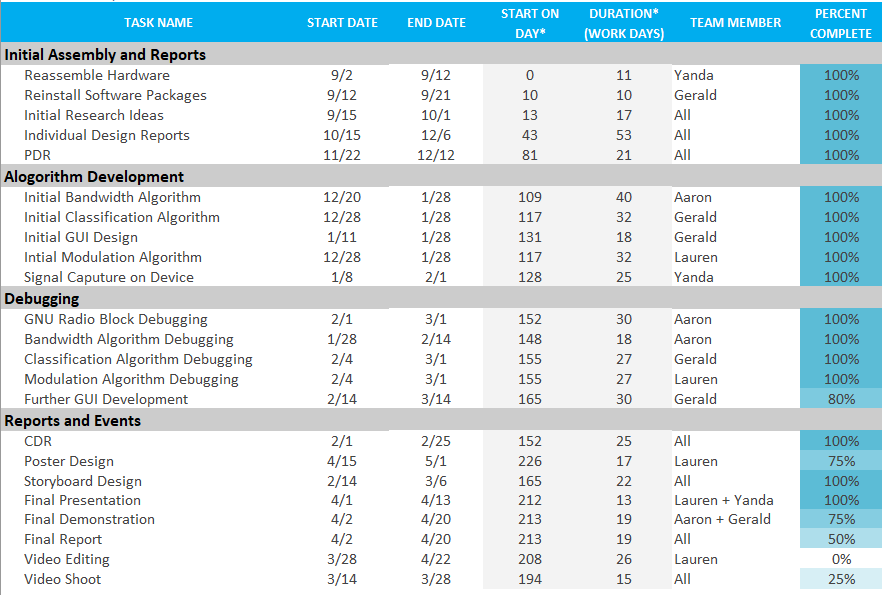 TASK NAME START DATE END DATE START ON DAY* DURATION* (WORK DAYS) TEAM MEMBER PERCENT COMPLETE
Initial Assembly and Reports
Reassemble Hardware 9/2 9/12 0 11 Yanda 100%
Reinstall Software Packages 9/12 9/21 10 10 Gerald 100%
Initial Research Ideas 9/15 10/1 13 17 All 100%
Individual Design Reports 10/15 12/6 43 53 All 100%
PDR 11/22 12/12 81 21 All 100%
Alogorithm Development
Initial Bandwidth Algorithm 12/20 1/28 109 40 Aaron 100%
Initial Classification Algorithm 12/28 1/28 117 32 Gerald 100%
Initial GUI Design 1/11 1/28 131 18 Gerald 100%
Intial Modulation Algorithm 12/28 1/28 117 32 Lauren 100%
Signal Caputure on Device 1/8 2/1 128 25 Yanda 100%
Debugging
GNU Radio Block Debugging 2/1 3/1 152 30 Aaron 100%
Bandwidth Algorithm Debugging 1/28 2/14 148 18 Aaron 100%
Classification Algorithm Debugging 2/4 3/1 155 27 Gerald 100%
Modulation Algorithm Debugging 2/4 3/1 155 27 Lauren 100%
Further GUI Development 2/14 3/14 165 30 Gerald 80%
Reports and Events
CDR 2/1 2/25 152 25 All 100%
Poster Design 4/15 5/1 226 17 Lauren 75%
Storyboard Design 2/14 3/6 165 22 All 100%
Final Presentation 4/1 4/13 212 13 Lauren + Yanda 100%
Final Demonstration 4/2 4/20 213 19 Aaron + Gerald 75%
Final Report 4/2 4/20 213 19 All 50%
Video Editing 3/28 4/22 208 26 Lauren 0%
Video Shoot 3/14 3/28 194 15 All 25%